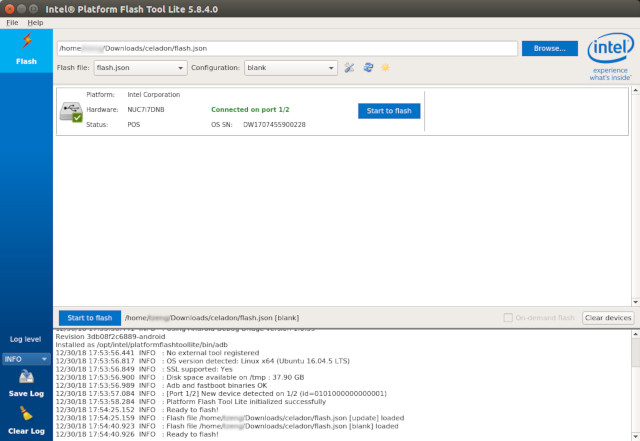 Intel® Platform Flash Tool Lite 5.8.4.0
File Help
Flash
/home/ /Downloads/celadon/flash.json
Browse...
intel
experience
what's inside™
Flash file: flash.json Configuration: blank
Platform: Intel Corporation
Hardware: NUC7i7DNB Connected on port 1/2 Start to flash
Status: POS OS SN: DW1707455900228
Start to flash /home/ /Downloads/celadon/flash.json [blank] On-demand flash Clear devices
Log level
INFO
Save Log
Clear Log
Revision 3db08f2c6889-android
Installed as /opt/intel/platformflashtoollite/bin/adb
12/30/18 17:53:56.441 INFO : No external tool registered
12/30/18 17:53:56.817 INFO : OS version detected: Linux x64 (Ubuntu 16.04.5 LTS)
12/30/18 17:53:56.849 INFO : SSL supported: Yes
12/30/18 17:53:56.900 INFO : Disk space available on /tmp : 37.90 GB
12/30/18 17:53:56.989 INFO : Adb and fastboot binaries OK
12/30/18 17:53:57.084 INFO : [Port 1/2] New device detected on 1/2 (id=0101000000000001)
12/30/18 17:53:58.284 INFO : Platform Flash Tool Lite initialized successfully
12/30/18 17:54:25.152 INFO : Ready to flash!
12/30/18 17:54:25.159 INFO : Flash file /home/ /Downloads/celadon/flash.json [update] loaded
12/30/18 17:54:40.923 INFO : Flash file /home/ /Downloads/celadon/flash.json [blank] loaded
12/30/18 17:54:40.926 INFO : Ready to flash!